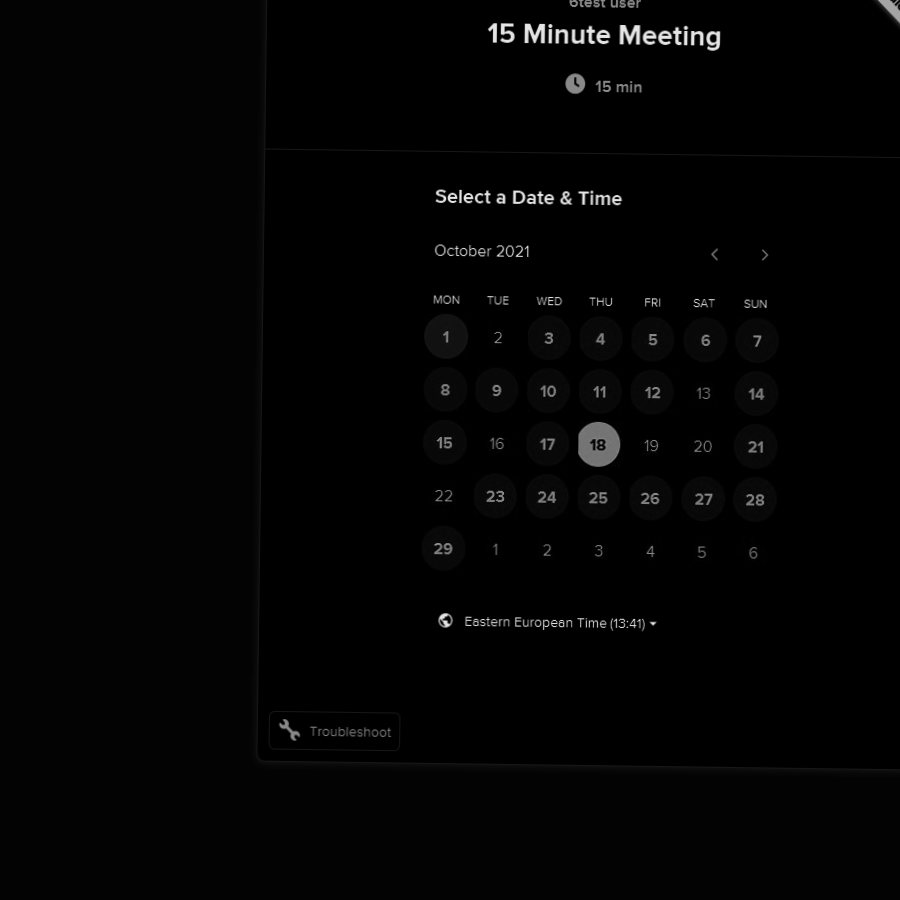 6test user
15 Minute Meeting
15 min
Select a Date & Time
October 2021
MON TUE WED THU FRI SAT SUN
1 2 3 4 5 6 7
8 9 10 11 12 13 14
15 16 17 18 19 20 21
22 23 24 25 26 27 28
29 1 2 3 4 5 6
Eastern European Time (13:41)
Troubleshoot